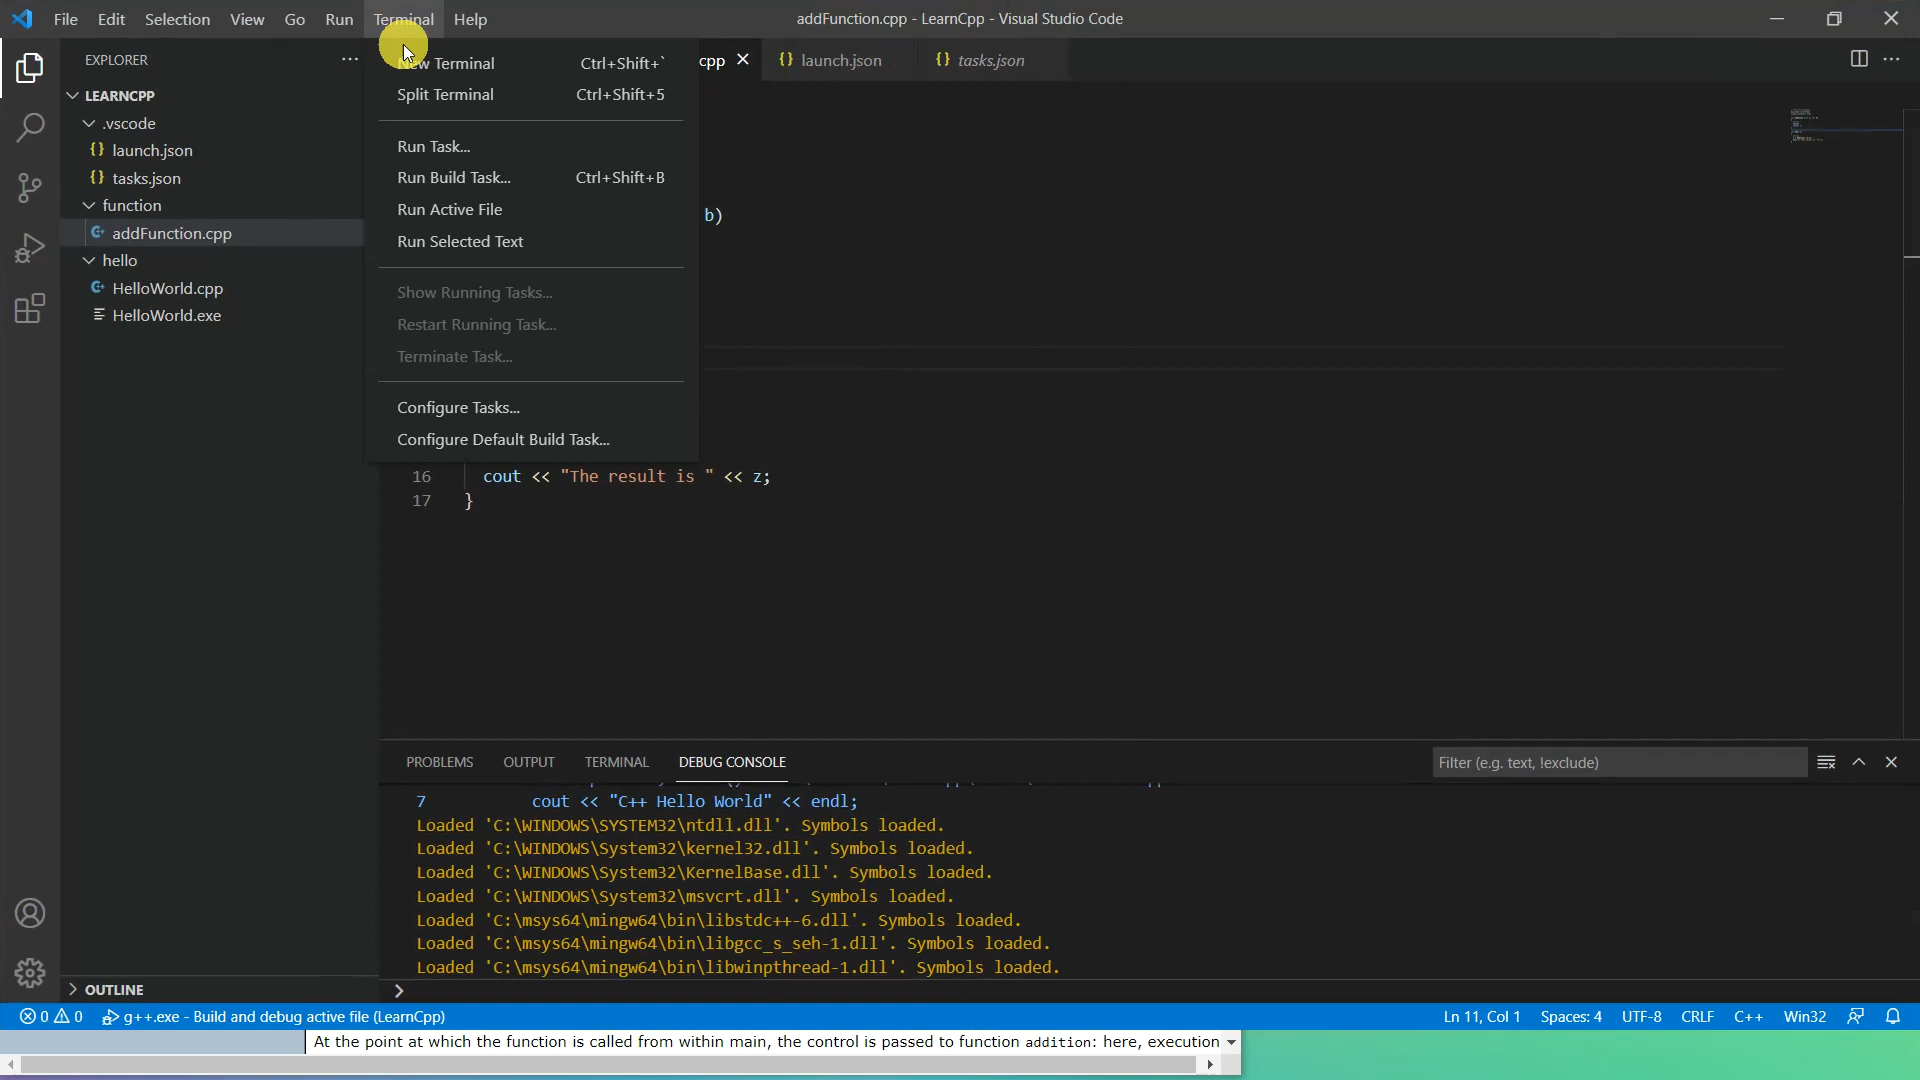 File Edit Selection View Go Run Terminal Help
addFunction.cpp - LearnCpp - Visual Studio Code
EXPLORER
LEARNCPP
.vscode
launch.json
tasks.json
function
addFunction.cpp
hello
HelloWorld.cpp
HelloWorld.exe
OUTLINE
New Terminal Ctrl+Shift+`
Split Terminal Ctrl+Shift+5
Run Task...
Run Build Task... Ctrl+Shift+B
Run Active File
Run Selected Text
Show Running Tasks...
Restart Running Task...
Terminate Task...
Configure Tasks...
Configure Default Build Task...
cpp launch.json tasks.json
b)
16 cout << "The result is " << z;
17 }
PROBLEMS OUTPUT TERMINAL DEBUG CONSOLE
Filter (e.g. text, !exclude)
7 cout << "C++ Hello World" << endl;
Loaded 'C:\WINDOWS\SYSTEM32\ntdll.dll'. Symbols loaded.
Loaded 'C:\WINDOWS\System32\kernel32.dll'. Symbols loaded.
Loaded 'C:\WINDOWS\System32\KernelBase.dll'. Symbols loaded.
Loaded 'C:\WINDOWS\System32\msvcrt.dll'. Symbols loaded.
Loaded 'C:\msys64\mingw64\bin\libstdc++-6.dll'. Symbols loaded.
Loaded 'C:\msys64\mingw64\bin\libgcc_s_seh-1.dll'. Symbols loaded.
Loaded 'C:\msys64\mingw64\bin\libwinpthread-1.dll'. Symbols loaded.
0 0 g++.exe - Build and debug active file (LearnCpp)
Ln 11, Col 1 Spaces: 4 UTF-8 CRLF C++ Win32
At the point at which the function is called from within main, the control is passed to function addition: here, execution